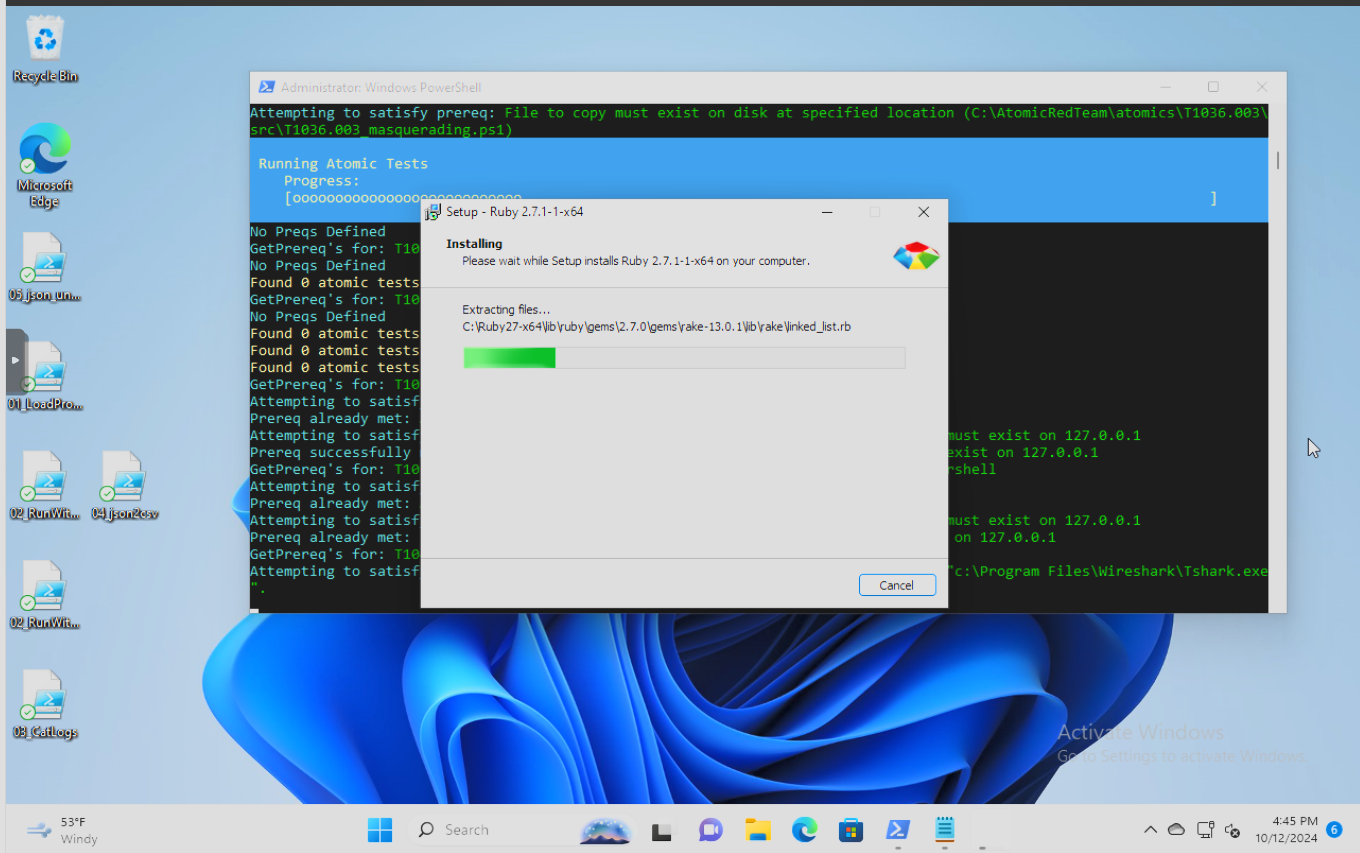 Recycle Bin
Microsoft
Edge
05_json_un...
01_LoadPro...
02_RunWit...
04_json2csv
02_RunWit...
03_CatLogs
Administrator: Windows PowerShell
Attempting to satisfy prereq: File to copy must exist on disk at specified location (C:\AtomicRedTeam\atomics\T1036.003\
src\T1036.003_masquerading.ps1)
Running Atomic Tests
Progress:
[oooooooooooooooooooooooooooo ]
No Preqs Defined
GetPrereq's for: T10
No Preqs Defined
Found 0 atomic tests
GetPrereq's for: T10
No Preqs Defined
Found 0 atomic tests
Found 0 atomic tests
Found 0 atomic tests
GetPrereq's for: T10
Attempting to satisf
Prereq already met:
Attempting to satisf must exist on 127.0.0.1
Prereq successfully exist on 127.0.0.1
GetPrereq's for: T10 rshell
Attempting to satisf
Prereq already met:
Attempting to satisf must exist on 127.0.0.1
Prereq already met: on 127.0.0.1
GetPrereq's for: T10
Attempting to satisf "c:\Program Files\Wireshark\Tshark.exe
".
Setup - Ruby 2.7.1-1-x64
Installing
Please wait while Setup installs Ruby 2.7.1-1-x64 on your computer.
Extracting files...
C:\Ruby27-x64\lib\ruby\gems\2.7.0\gems\rake-13.0.1\lib\rake\linked_list.rb
Cancel
Activate Windows
Go to Settings to activate Windows.
53°F
Windy
Search
4:45 PM
10/12/2024
6